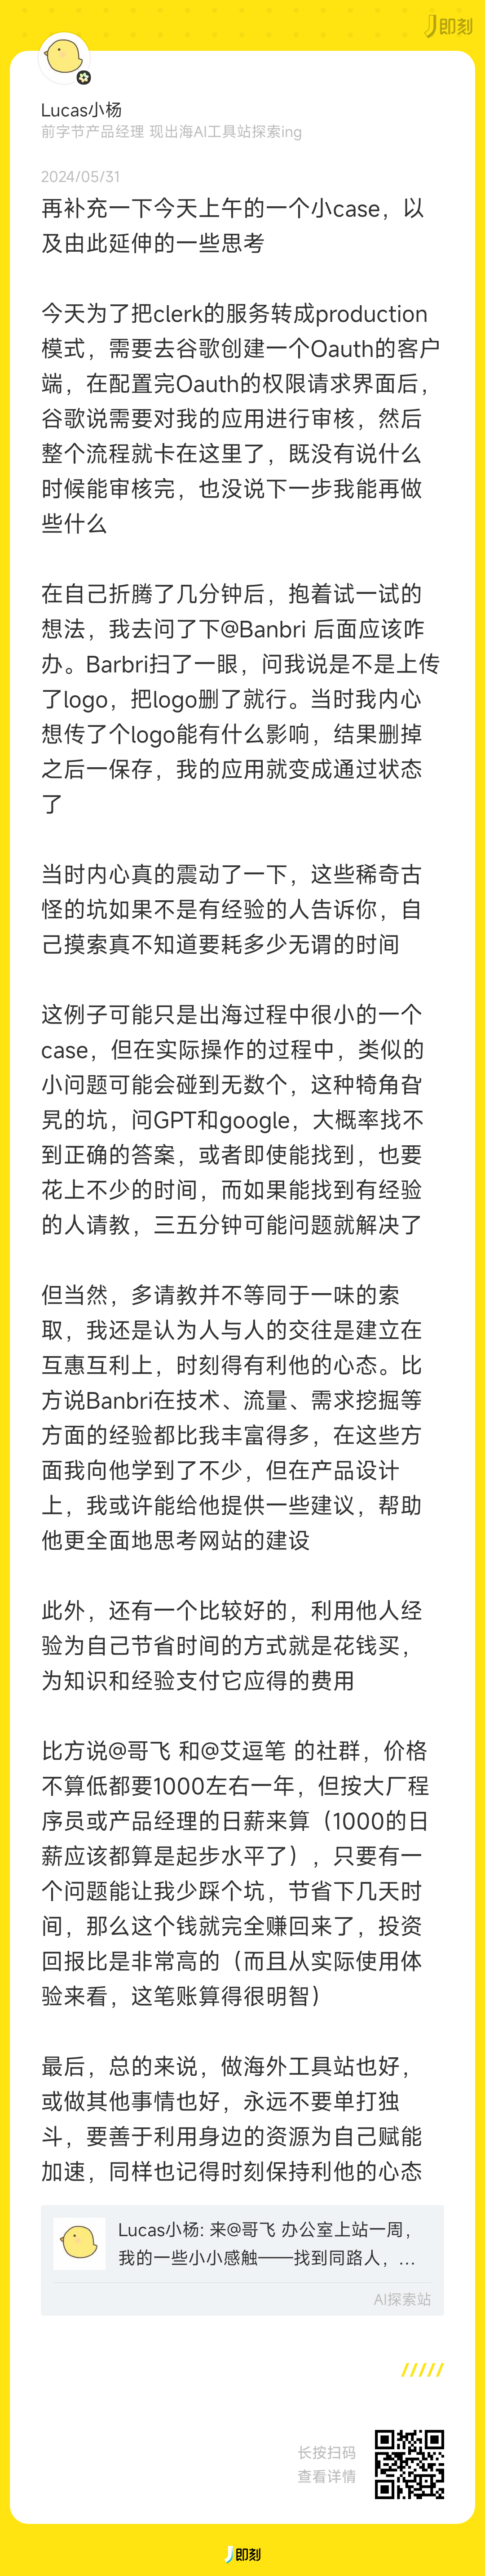 即刻
Lucas小杨
前字节产品经理 现出海AI工具站探索ing
2024/05/31
再补充一下今天上午的一个小case，以
及由此延伸的一些思考
今天为了把clerk的服务转成production
模式，需要去谷歌创建一个Oauth的客户
端，在配置完Oauth的权限请求界面后，
谷歌说需要对我的应用进行审核，然后
整个流程就卡在这里了，既没有说什么
时候能审核完，也没说下一步我能再做
些什么
在自己折腾了几分钟后，抱着试一试的
想法，我去问了下@Banbri 后面应该咋
办。Barbri扫了一眼，问我说是不是上传
了logo，把logo删了就行。当时我内心
想传了个logo能有什么影响，结果删掉
之后一保存，我的应用就变成通过状态
了
当时内心真的震动了一下，这些稀奇古
怪的坑如果不是有经验的人告诉你，自
己摸索真不知道要耗多少无谓的时间
这例子可能只是出海过程中很小的一个
case，但在实际操作的过程中，类似的
小问题可能会碰到无数个，这种犄角旮
旯的坑，问GPT和google，大概率找不
到正确的答案，或者即使能找到，也要
花上不少的时间，而如果能找到有经验
的人请教，三五分钟可能问题就解决了
但当然，多请教并不等同于一味的索
取，我还是认为人与人的交往是建立在
互惠互利上，时刻得有利他的心态。比
方说Banbri在技术、流量、需求挖掘等
方面的经验都比我丰富得多，在这些方
面我向他学到了不少，但在产品设计
上，我或许能给他提供一些建议，帮助
他更全面地思考网站的建设
此外，还有一个比较好的，利用他人经
验为自己节省时间的方式就是花钱买，
为知识和经验支付它应得的费用
比方说@哥飞 和@艾逗笔 的社群，价格
不算低都要1000左右一年，但按大厂程
序员或产品经理的日薪来算（1000的日
薪应该都算是起步水平了），只要有一
个问题能让我少踩个坑，节省下几天时
间，那么这个钱就完全赚回来了，投资
回报比是非常高的（而且从实际使用体
验来看，这笔账算得很明智）
最后，总的来说，做海外工具站也好，
或做其他事情也好，永远不要单打独
斗，要善于利用身边的资源为自己赋能
加速，同样也记得时刻保持利他的心态
Lucas小杨: 来@哥飞 办公室上站一周，
我的一些小小感触——找到同路人，...
AI探索站
长按扫码
查看详情
即刻